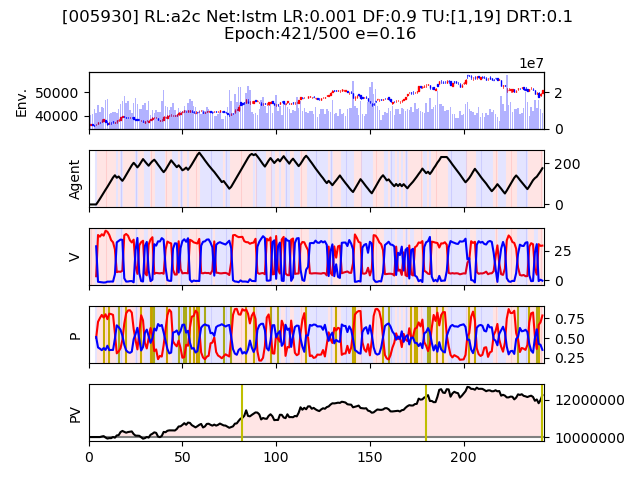 [005930] RL:a2c Net:lstm LR:0.001 DF:0.9 TU:[1,19] DRT:0.1
Epoch:421/500 e=0.16
1e7
Env.
50000
40000
2
0
Agent
200
0
V
25
0
P
0.75
0.50
0.25
PV
12000000
10000000
0 50 100 150 200